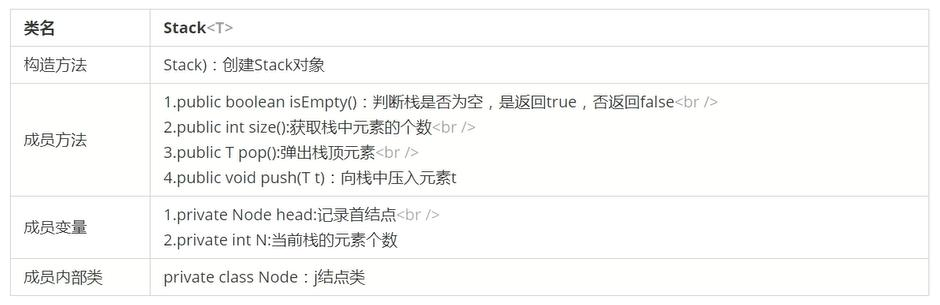 类名 Stack<T>
构造方法 Stack)：创建Stack对象
成员方法
1.public boolean isEmpty()：判断栈是否为空，是返回true，否返回false<br />
2.public int size():获取栈中元素的个数<br />
3.public T pop():弹出栈顶元素<br />
4.public void push(T t)：向栈中压入元素t
成员变量
1.private Node head:记录首结点<br />
2.private int N:当前栈的元素个数
成员内部类 private class Node：j结点类